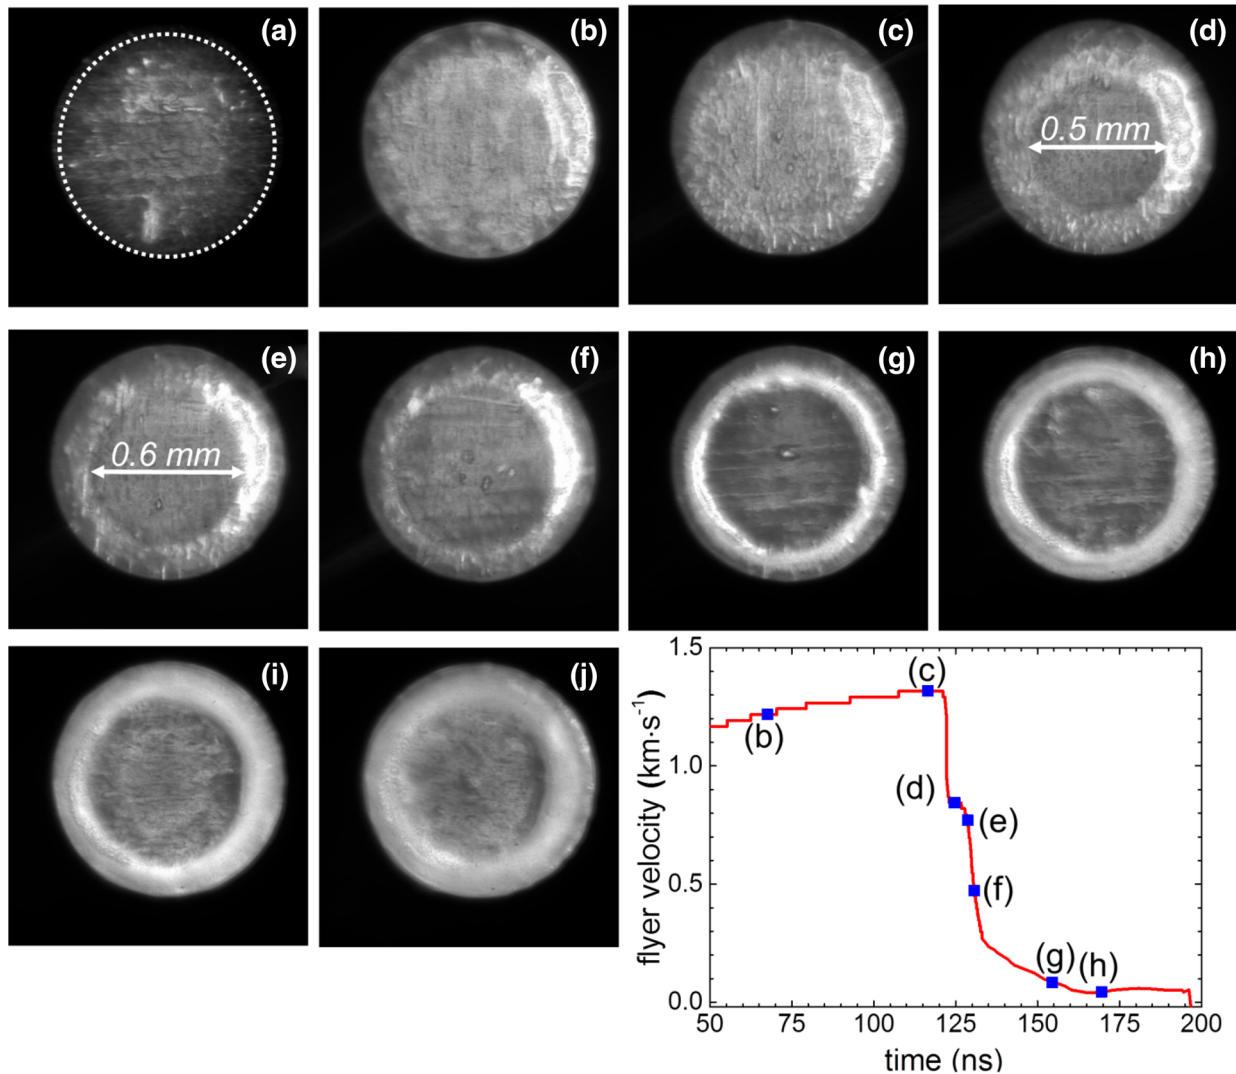 (a)
(b)
(c)
(d)
0.5 mm
(e)
(f)
(g)
(h)
0.6 mm
(i)
(j)
1.5
1.0
0.5
0.0
flyer velocity (km·s⁻¹)
(c)
(b)
(d)
(e)
(f)
(g) (h)
50 75 100 125 150 175 200
time (ns)